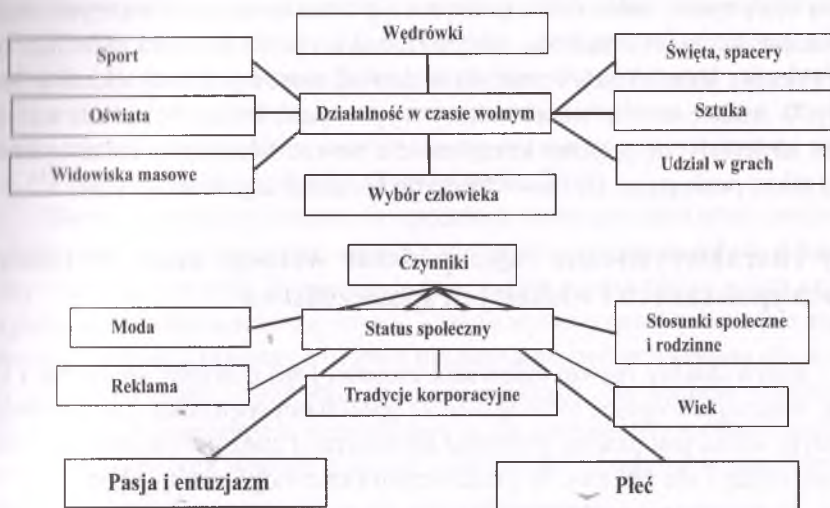 Wędrówki
Sport
Święta, spacery
Oświata
Działalność w czasie wolnym
Sztuka
Widowiska masowe
Udział w grach
Wybór człowieka
Czynniki
Moda
Status społeczny
Stosunki społeczne
i rodzinne
Reklama
Tradycje korporacyjne
Wiek
Pasja i entuzjazm
Płeć